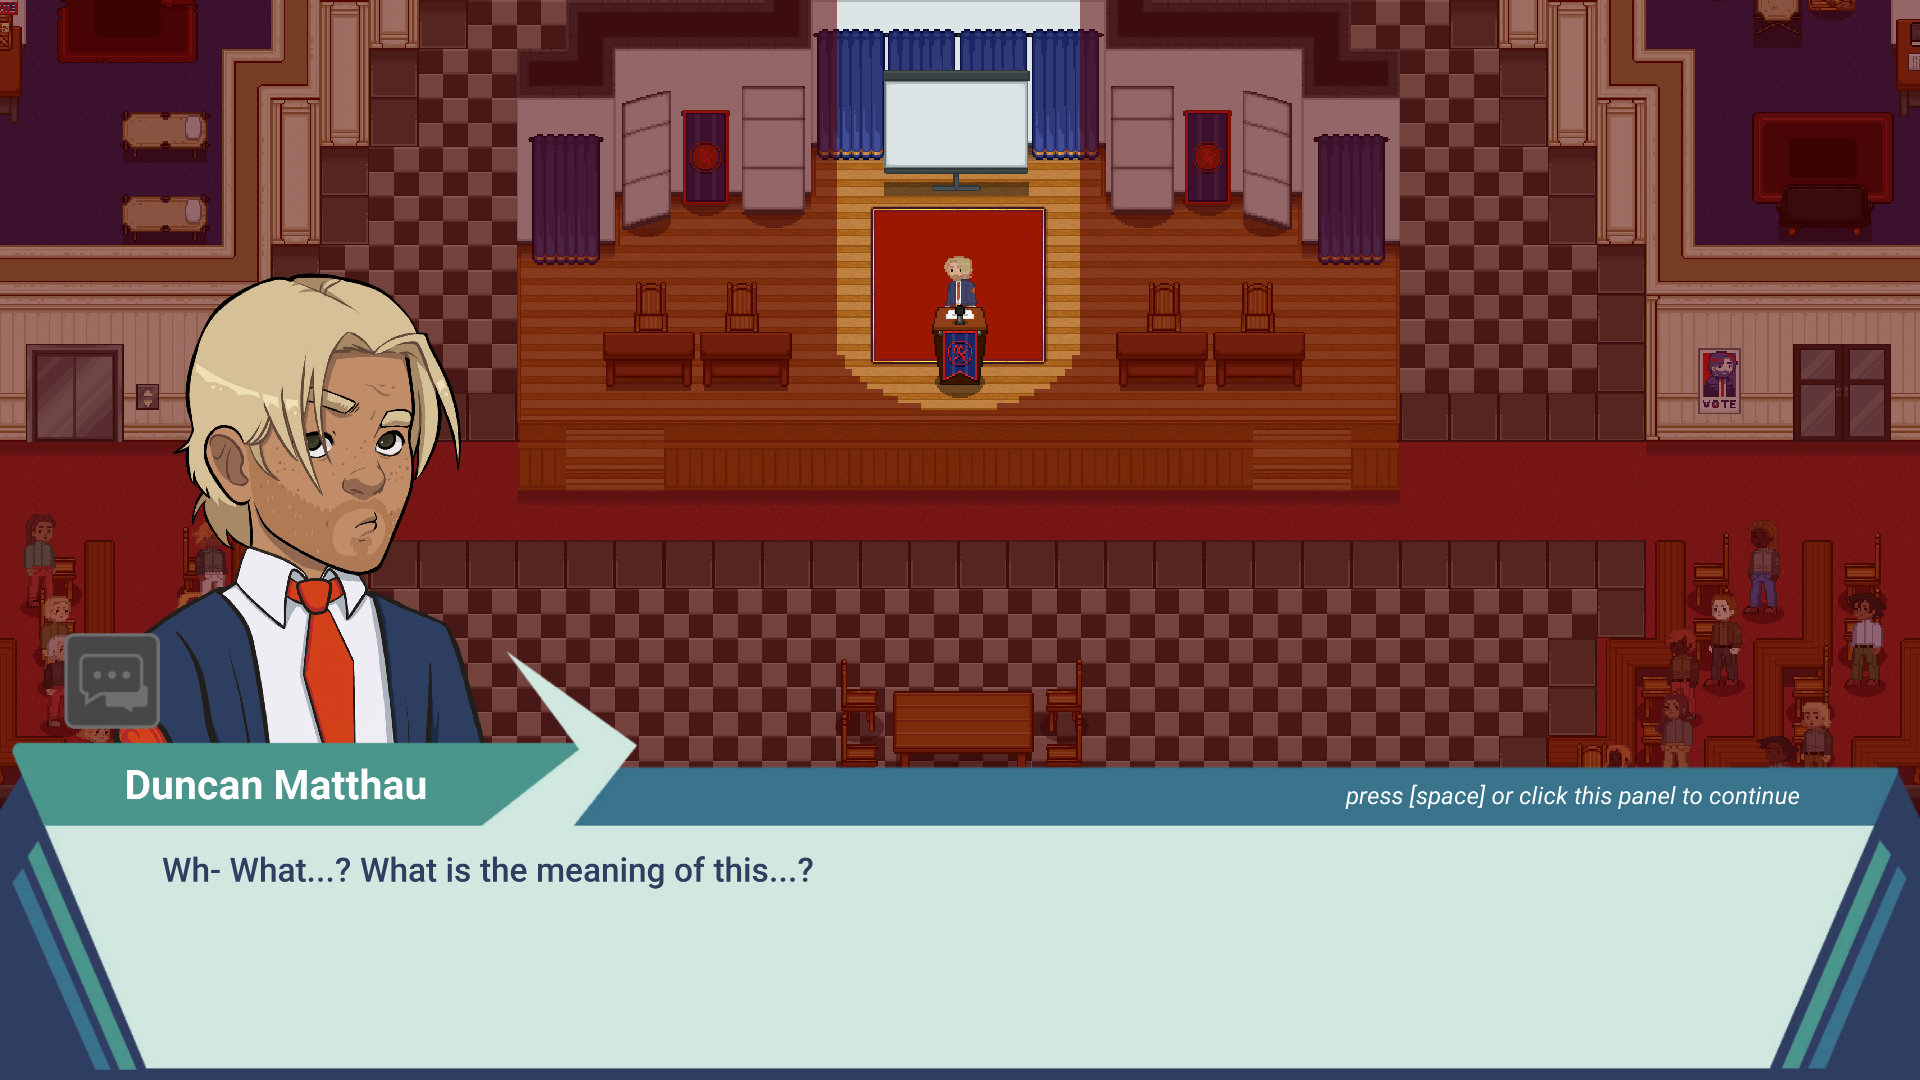 VOTE
Duncan Matthau
press [space] or click this panel to continue
Wh- What...? What is the meaning of this...?